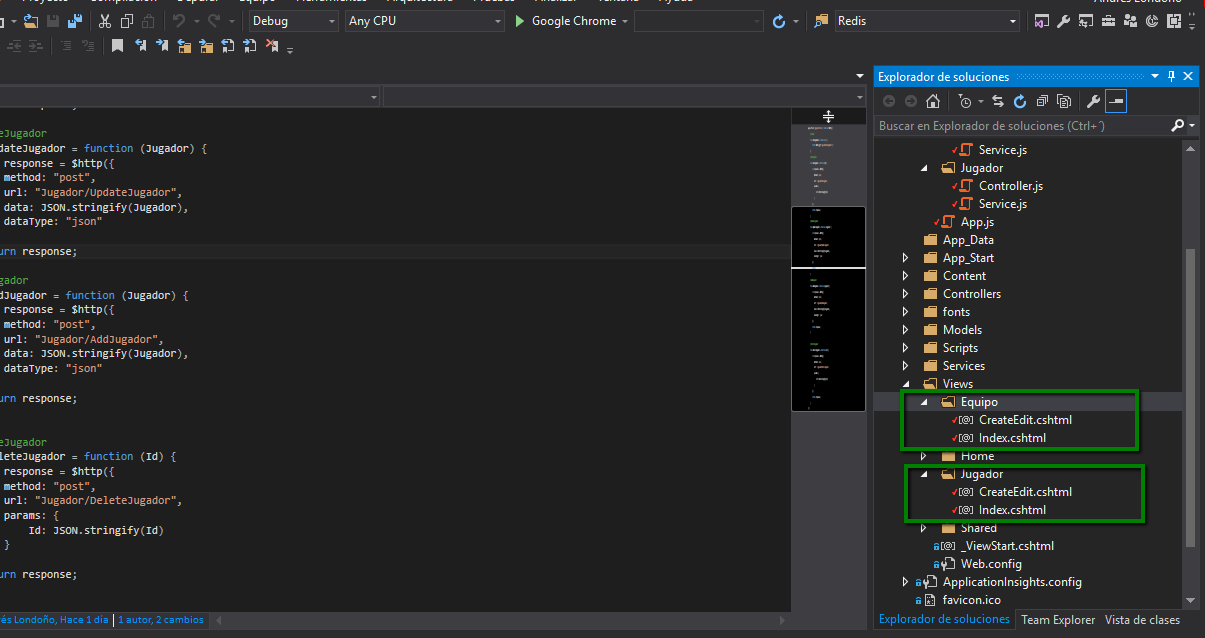 Debug Any CPU Google Chrome Redis
Explorador de soluciones
Buscar en Explorador de soluciones (Ctrl+´)
eJugador
dateJugador = function (Jugador) {
response = $http({
method: "post",
url: "Jugador/UpdateJugador",
data: JSON.stringify(Jugador),
dataType: "json"
urn response;
gador
dJugador = function (Jugador) {
response = $http({
method: "post",
url: "Jugador/AddJugador",
data: JSON.stringify(Jugador),
dataType: "json"
urn response;
eJugador
leteJugador = function (Id) {
response = $http({
method: "post",
url: "Jugador/DeleteJugador",
params: {
Id: JSON.stringify(Id)
}
urn response;
és Londoño, Hace 1 día | 1 autor, 2 cambios
Service.js
Jugador
Controller.js
Service.js
App.js
App_Data
App_Start
Content
Controllers
fonts
Models
Scripts
Services
Views
Equipo
CreateEdit.cshtml
Index.cshtml
Home
Jugador
CreateEdit.cshtml
Index.cshtml
Shared
_ViewStart.cshtml
Web.config
ApplicationInsights.config
favicon.ico
Explorador de soluciones Team Explorer Vista de clases